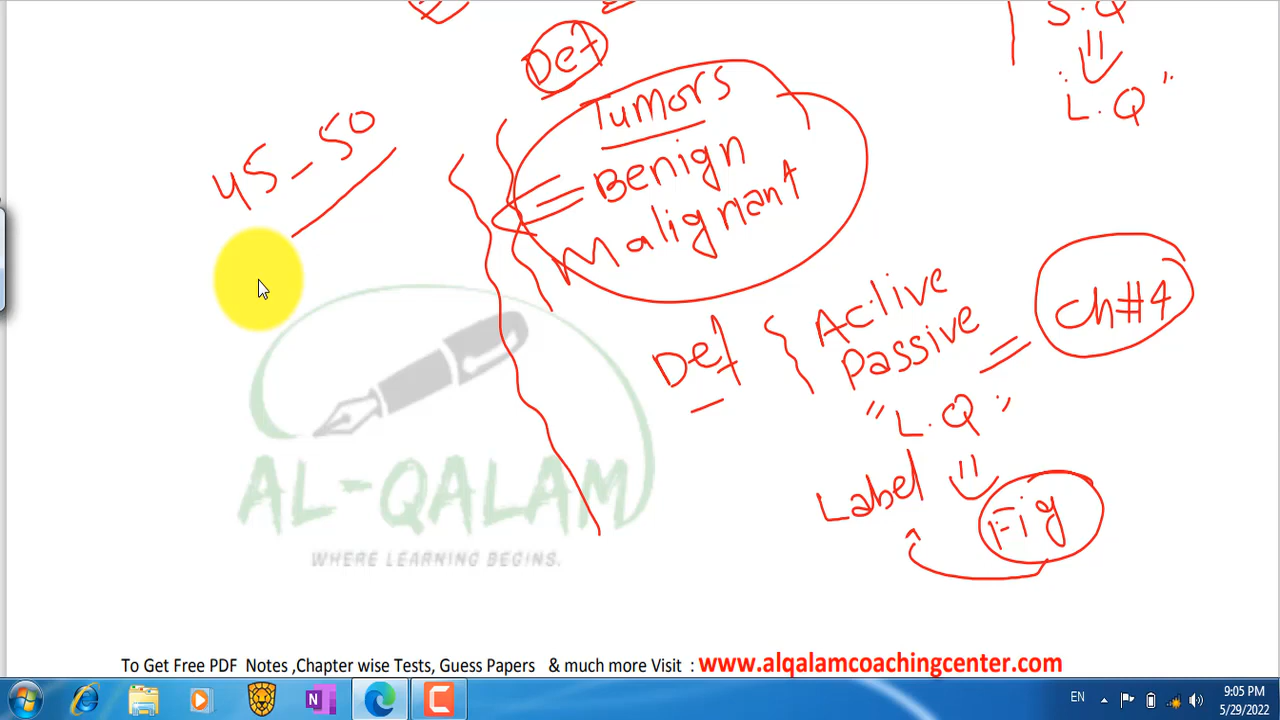 S.Q
L.Q
Def
Tumors
Benign
Malignant
45-50
Def
Active
Passive
= Ch#4
"L.Q"
Label
Fig
AL-QALAM
WHERE LEARNING BEGINS.
To Get Free PDF Notes ,Chapter wise Tests, Guess Papers & much more Visit : www.alqalamcoachingcenter.com
EN
9:05 PM
5/29/2022